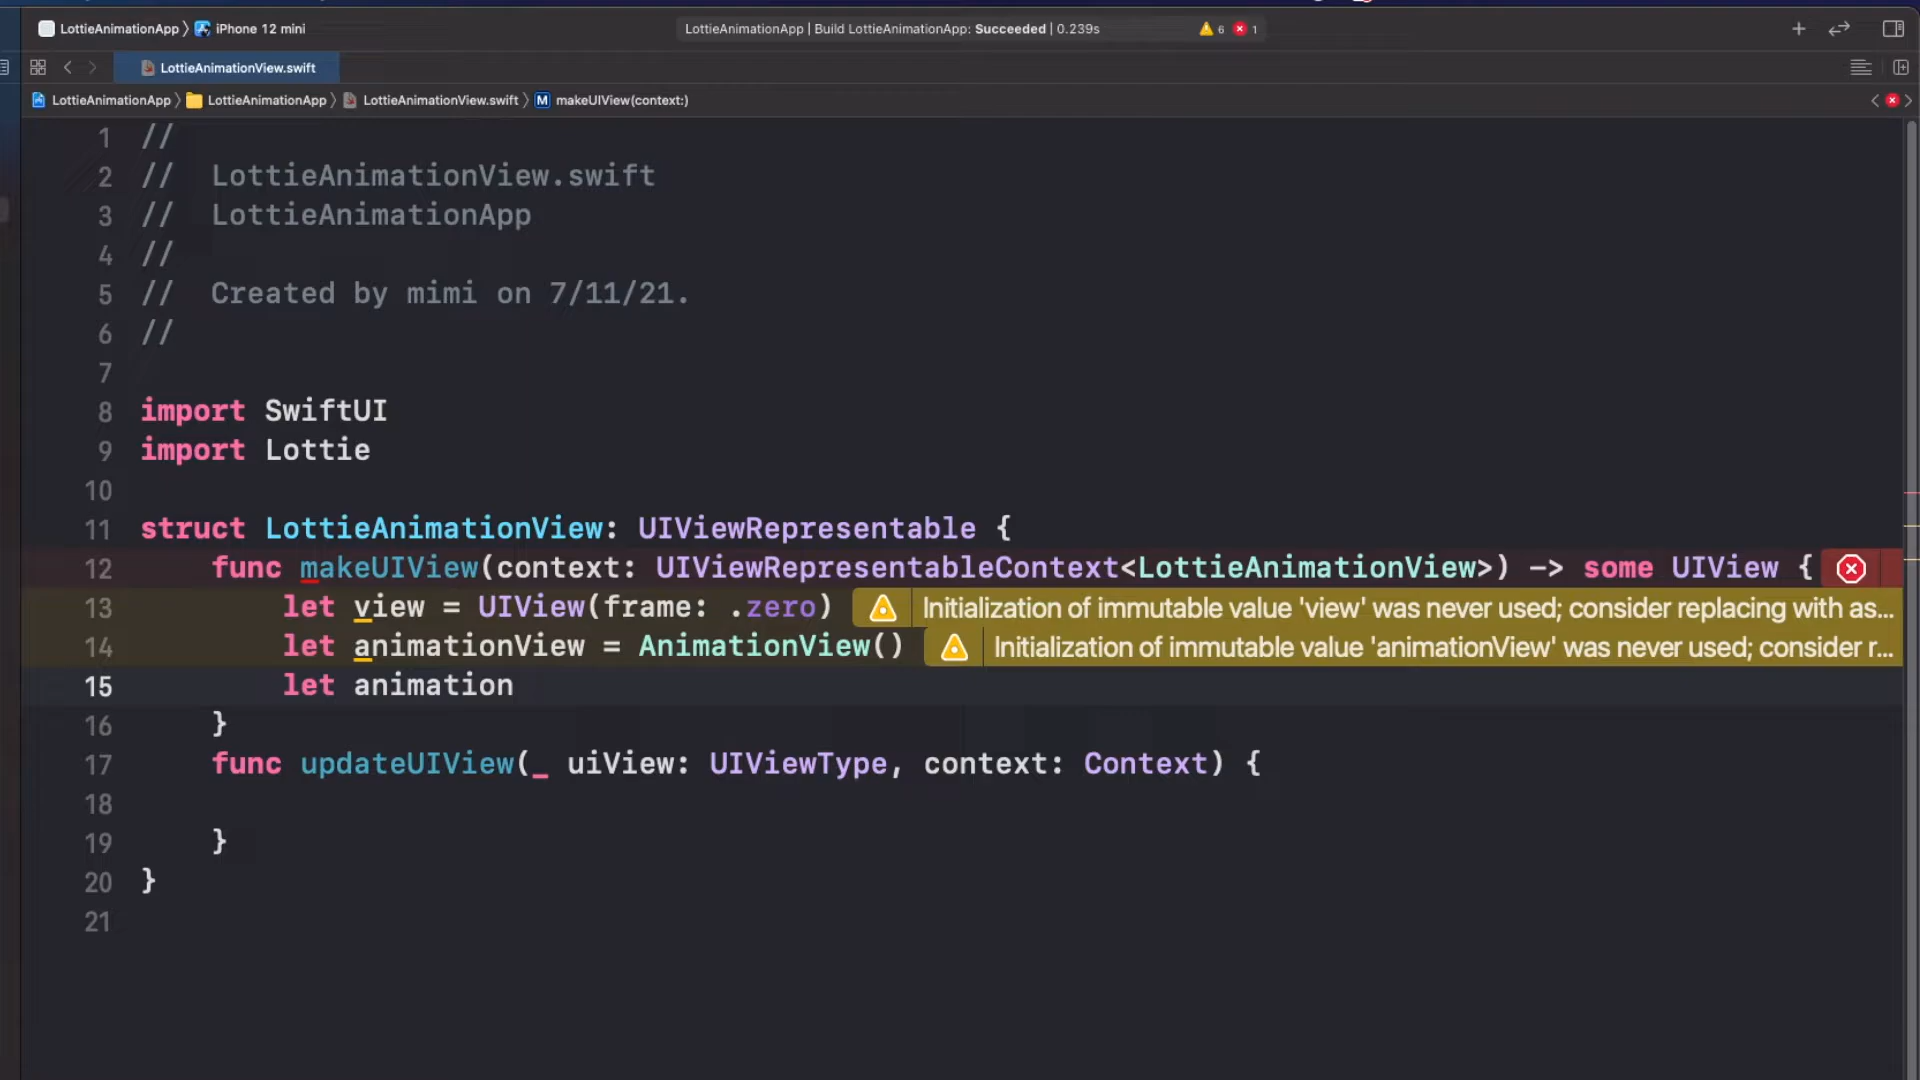 LottieAnimationApp iPhone 12 mini
LottieAnimationApp | Build LottieAnimationApp: Succeeded | 0.239s 6 1
LottieAnimationView.swift
LottieAnimationApp LottieAnimationApp LottieAnimationView.swift M makeUIView(context:)
1 //
2 // LottieAnimationView.swift
3 // LottieAnimationApp
4 //
5 // Created by mimi on 7/11/21.
6 //
7
8 import SwiftUI
9 import Lottie
10
11 struct LottieAnimationView: UIViewRepresentable {
12 func makeUIView(context: UIViewRepresentableContext<LottieAnimationView>) -> some UIView {
13 let view = UIView(frame: .zero) Initialization of immutable value 'view' was never used; consider replacing with as...
14 let animationView = AnimationView() Initialization of immutable value 'animationView' was never used; consider r...
15 let animation
16 }
17 func updateUIView(_ uiView: UIViewType, context: Context) {
18
19 }
20 }
21